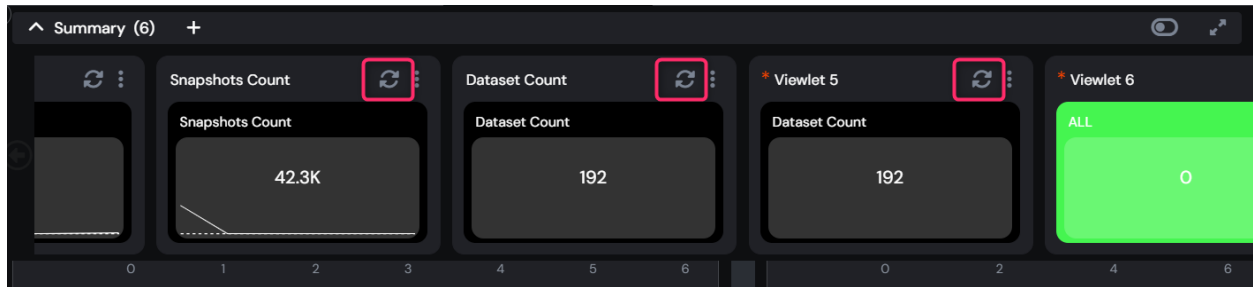 Summary (6) +
Snapshots Count
Dataset Count
* Viewlet 5
* Viewlet 6
Snapshots Count
Dataset Count
Dataset Count
ALL
42.3K
192
192
0
0 1 2 3 4 5 6 0 2 4 6